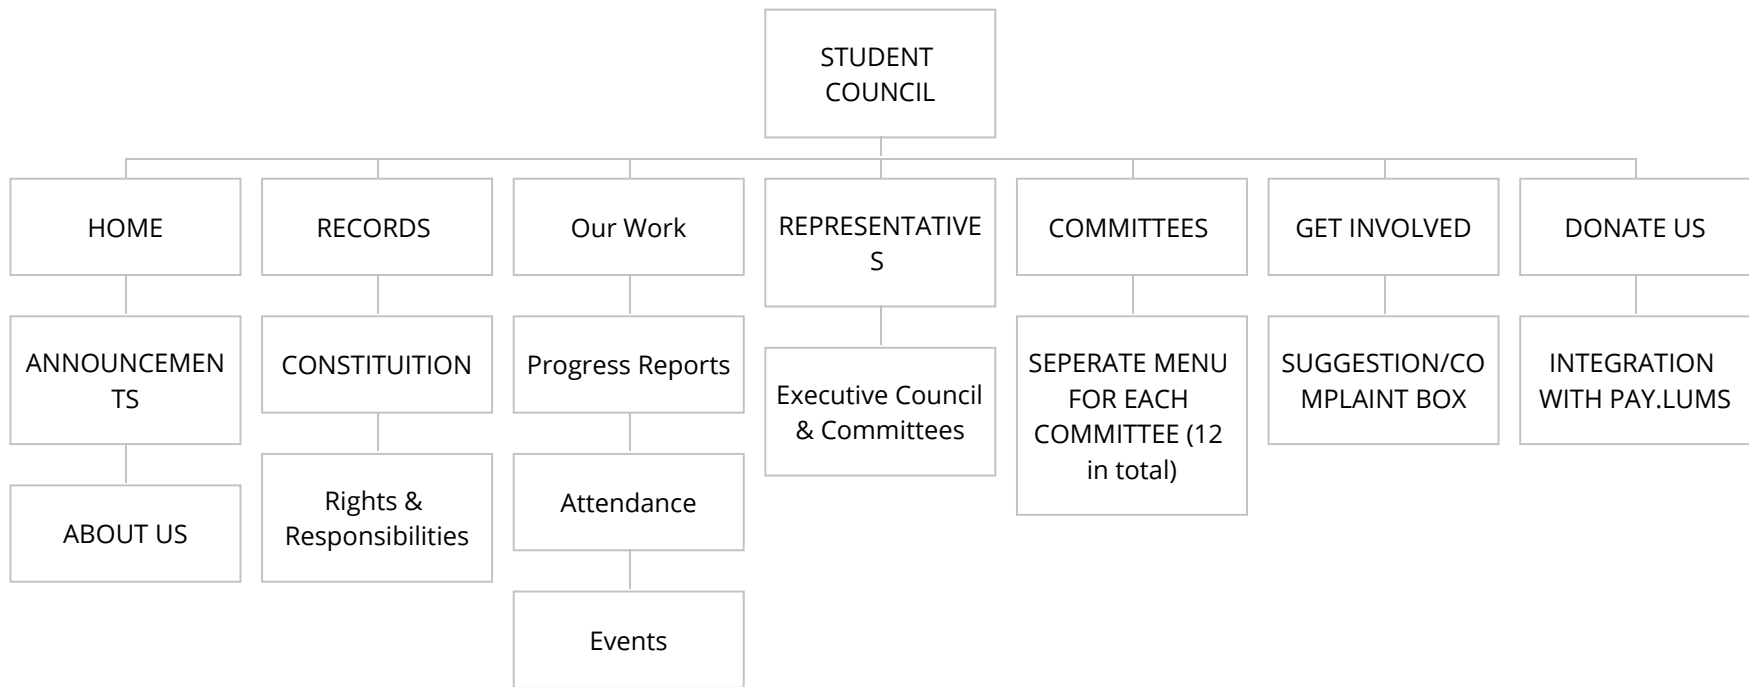 STUDENT
COUNCIL
HOME
RECORDS
Our Work
REPRESENTATIVE
S
COMMITTEES
GET INVOLVED
DONATE US
ANNOUNCEMEN
TS
CONSTITUITION
Progress Reports
Executive Council
& Committees
SEPERATE MENU
FOR EACH
COMMITTEE (12
in total)
SUGGESTION/CO
MPLAINT BOX
INTEGRATION
WITH PAY.LUMS
ABOUT US
Rights &
Responsibilities
Attendance
Events